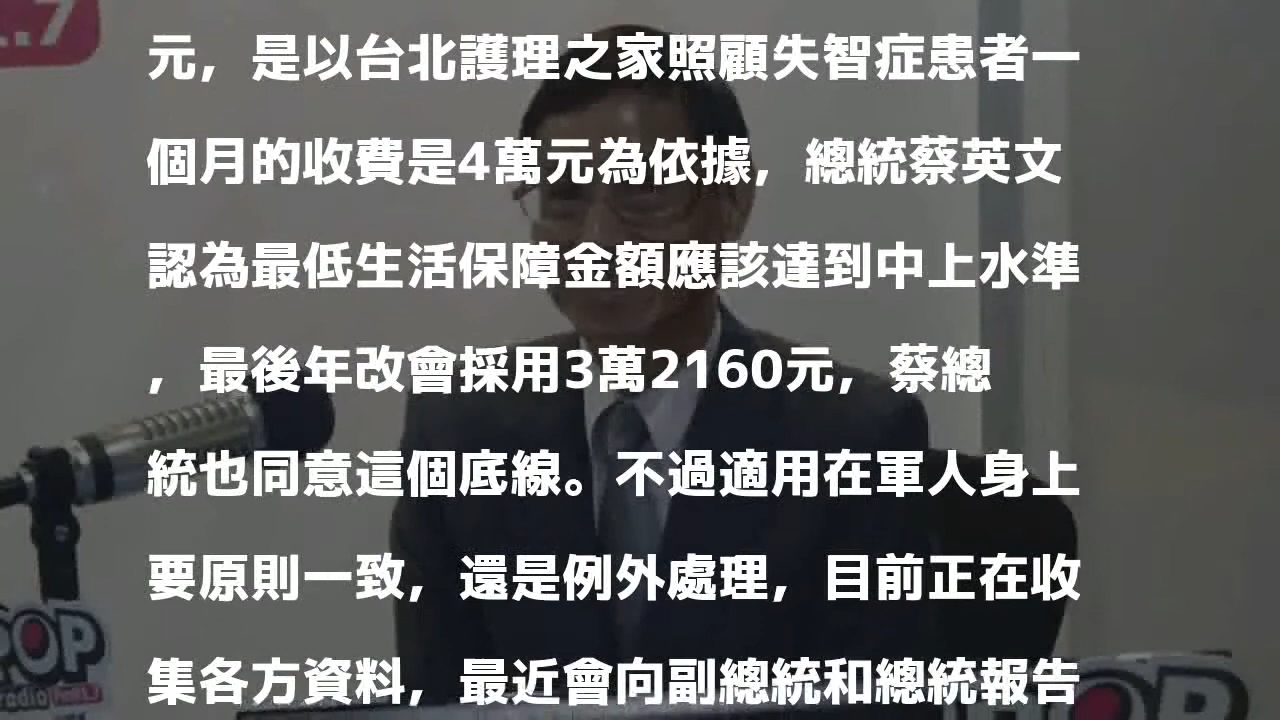 .7
元，是以台北護理之家照顧失智症患者一
個月的收費是4萬元為依據，總統蔡英文
認為最低生活保障金額應該達到中上水準
，最後年改會採用3萬2160元，蔡總
統也同意這個底線。不過適用在軍人身上
要原則一致，還是例外處理，目前正在收
集各方資料，最近會向副總統和總統報告
POP
radio
POP